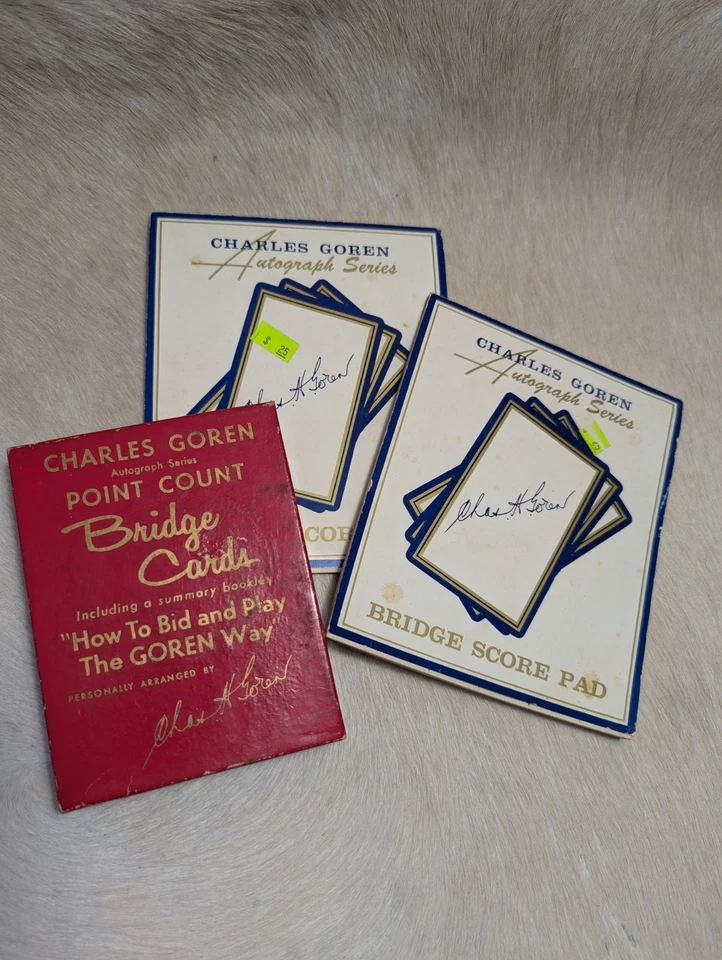 CHARLES GOREN
Autograph Series
$ .25
Chas H. Goren
SCOR
CHARLES GOREN
Autograph Series
Chas. H. Goren
BRIDGE SCORE PAD
CHARLES GOREN
Autograph Series
POINT COUNT
Bridge
Cards
Including a summary booklet
"How To Bid and Play
The GOREN Way"
PERSONALLY ARRANGED BY
Chas H Goren